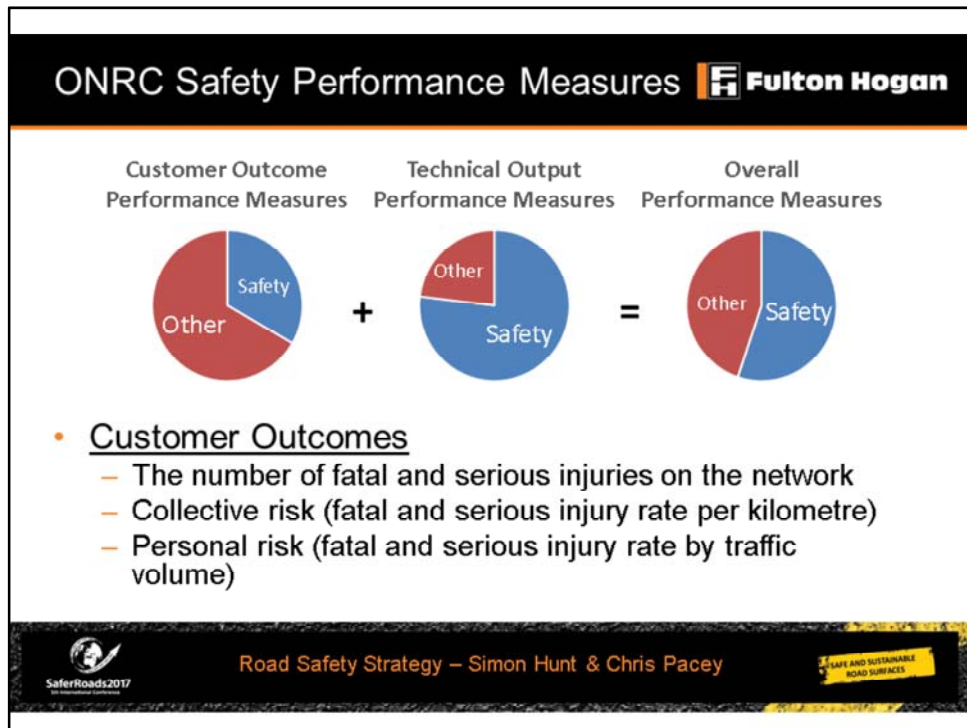 ONRC Safety Performance Measures
Fulton Hogan
Customer Outcome
Performance Measures
Technical Output
Performance Measures
Overall
Performance Measures
Safety
Other
+
Other
Safety
=
Other
Safety
• Customer Outcomes
– The number of fatal and serious injuries on the network
– Collective risk (fatal and serious injury rate per kilometre)
– Personal risk (fatal and serious injury rate by traffic
volume)
SaferRoads2017
5th International Conference
Road Safety Strategy – Simon Hunt & Chris Pacey
SAFE AND SUSTAINABLE
ROAD SURFACES